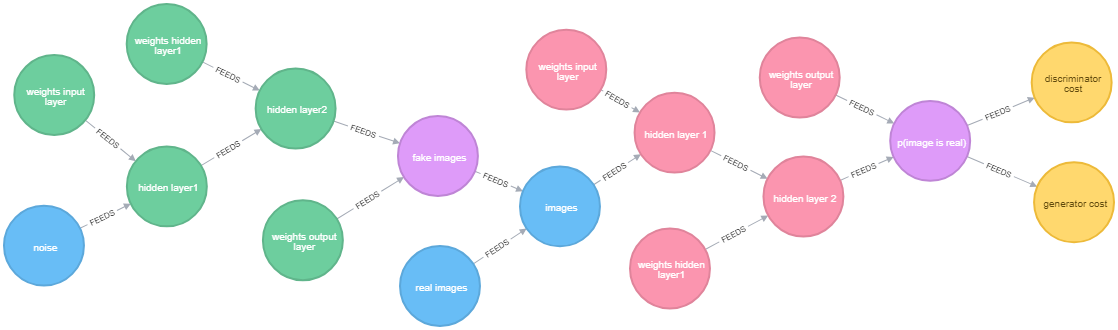 weights hidden
layer1
FEEDS
weights input
layer
FEEDS
hidden layer2
FEEDS
hidden layer1
FEEDS
noise
FEEDS
fake images
FEEDS
weights output
layer
FEEDS
images
FEEDS
real images
FEEDS
weights input
layer
FEEDS
hidden layer 1
FEEDS
hidden layer 2
FEEDS
weights hidden
layer1
FEEDS
weights output
layer
FEEDS
p(image is real)
FEEDS
discriminator
cost
FEEDS
generator cost